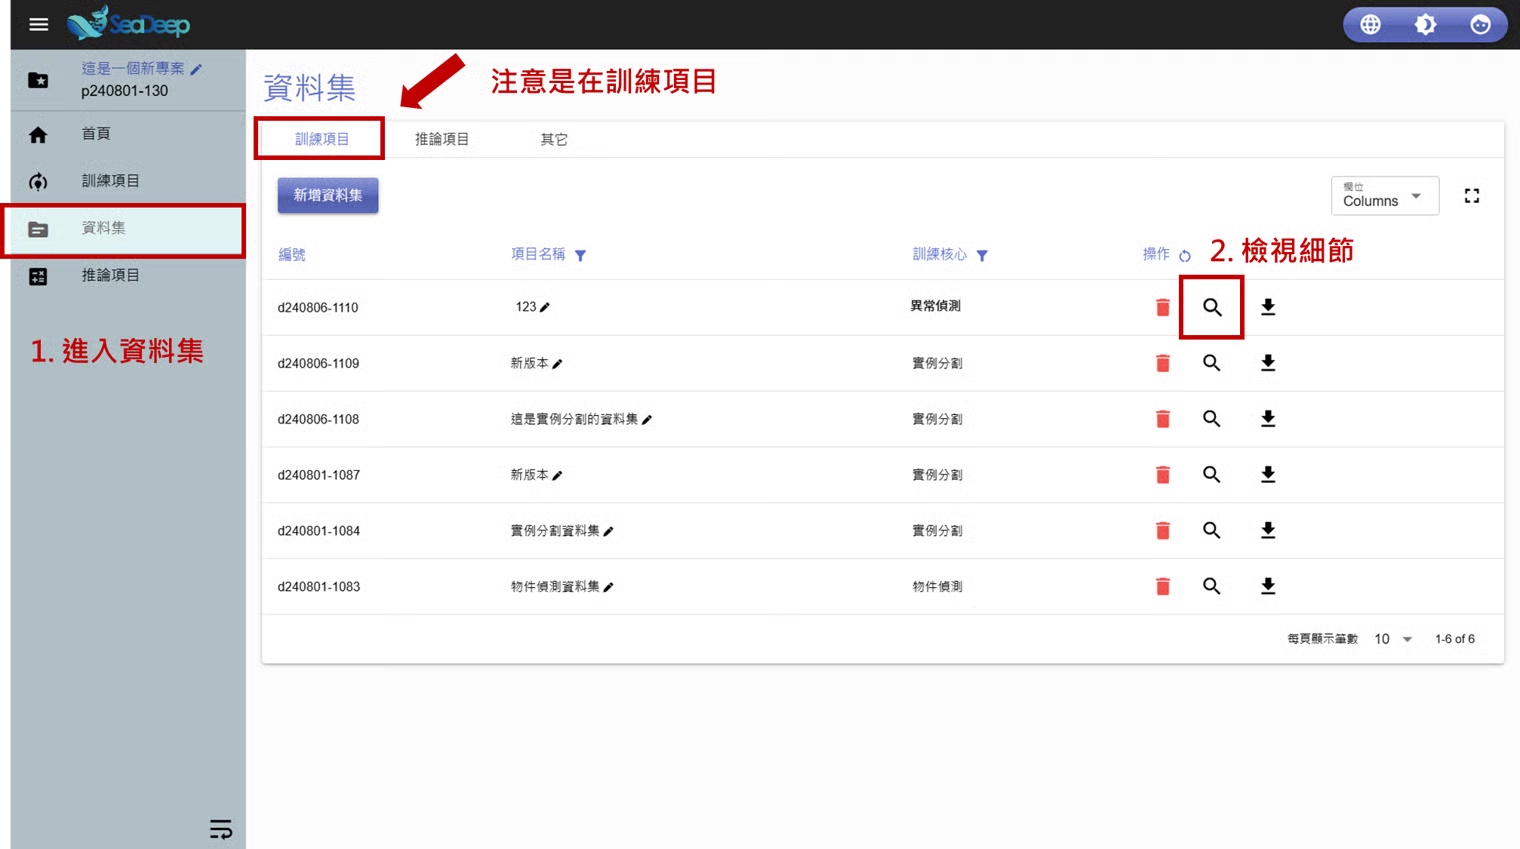 SeaDeep
這是一個新專案
p240801-130
首頁
訓練項目
資料集
推論項目
1. 進入資料集
資料集
注意是在訓練項目
訓練項目 推論項目 其它
新增資料集
欄位
Columns
編號 項目名稱 訓練核心 操作 2. 檢視細節
d240806-1110 123 異常偵測
d240806-1109 新版本 實例分割
d240806-1108 這是實例分割的資料集 實例分割
d240801-1087 新版本 實例分割
d240801-1084 實例分割資料集 實例分割
d240801-1083 物件偵測資料集 物件偵測
每頁顯示筆數 10 1-6 of 6